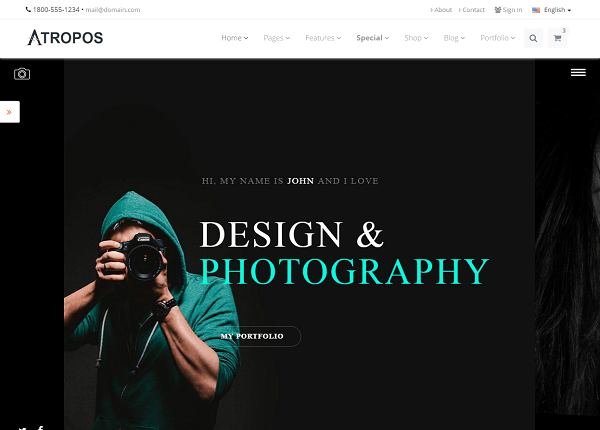 1800-555-1234 • mail@domain.com
About Contact Sign In English
ATROPOS
Home Pages Features Special Shop Blog Portfolio 3
HI, MY NAME IS JOHN AND I LOVE
DESIGN &
PHOTOGRAPHY
MY PORTFOLIO